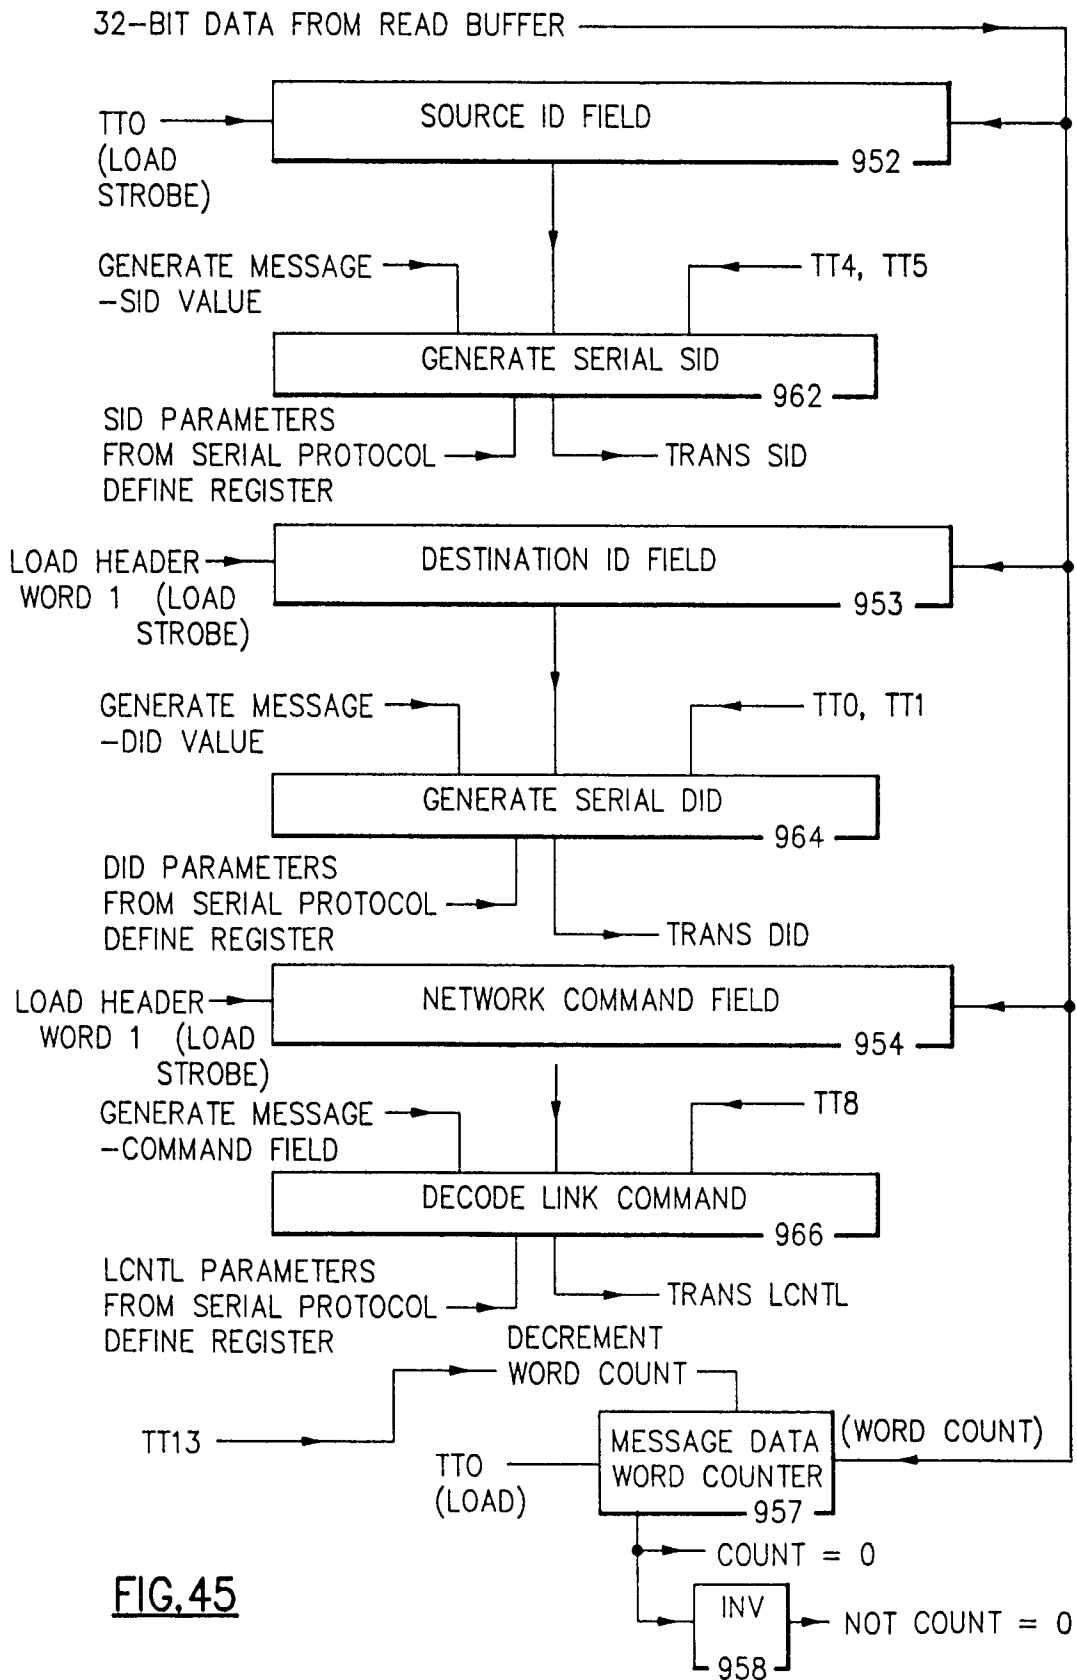 32-BIT DATA FROM READ BUFFER
SOURCE ID FIELD
952
TT0
(LOAD
STROBE)
GENERATE MESSAGE
-SID VALUE
TT4, TT5
GENERATE SERIAL SID
962
SID PARAMETERS
FROM SERIAL PROTOCOL
DEFINE REGISTER
TRANS SID
DESTINATION ID FIELD
953
LOAD HEADER
WORD 1 (LOAD
STROBE)
GENERATE MESSAGE
-DID VALUE
TT0, TT1
GENERATE SERIAL DID
964
DID PARAMETERS
FROM SERIAL PROTOCOL
DEFINE REGISTER
TRANS DID
NETWORK COMMAND FIELD
954
LOAD HEADER
WORD 1 (LOAD
STROBE)
GENERATE MESSAGE
-COMMAND FIELD
TT8
DECODE LINK COMMAND
966
LCNTL PARAMETERS
FROM SERIAL PROTOCOL
DEFINE REGISTER
TRANS LCNTL
DECREMENT
WORD COUNT
TT13
MESSAGE DATA
WORD COUNTER
957
(WORD COUNT)
TT0
(LOAD)
COUNT = 0
INV
958
NOT COUNT = 0
FIG.45